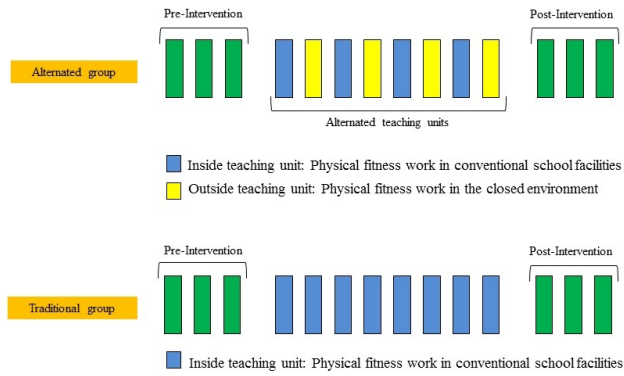 Pre-Intervention
Post-Intervention
Alternated group
Alternated teaching units
Inside teaching unit: Physical fitness work in conventional school facilities
Outside teaching unit: Physical fitness work in the closed environment
Pre-Intervention
Post-Intervention
Traditional group
Inside teaching unit: Physical fitness work in conventional school facilities